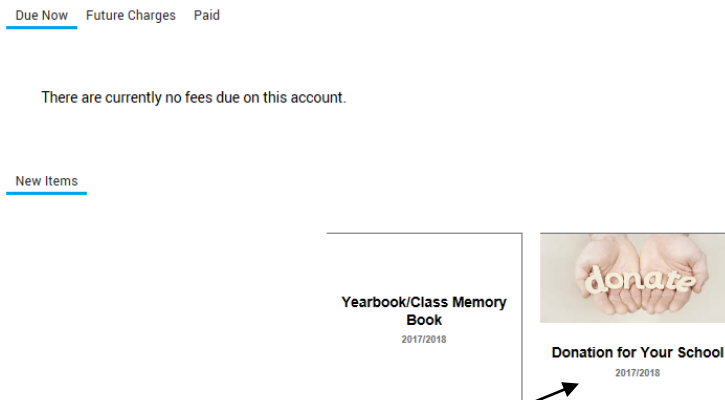 Due Now Future Charges Paid
There are currently no fees due on this account.
New Items
donate
Yearbook/Class Memory
Book
2017/2018
Donation for Your School
2017/2018